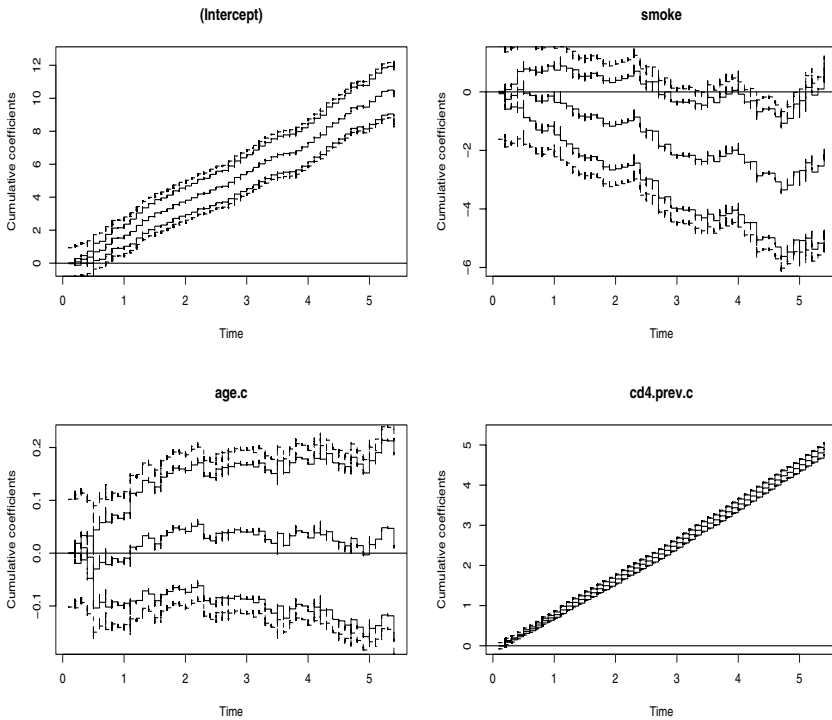 (Intercept)
Cumulative coefficients
0 2 4 6 8 10 12
0 1 2 3 4 5
Time
smoke
Cumulative coefficients
−6 −4 −2 0
0 1 2 3 4 5
Time
age.c
Cumulative coefficients
−0.1 0.0 0.1 0.2
0 1 2 3 4 5
Time
cd4.prev.c
Cumulative coefficients
0 1 2 3 4 5
0 1 2 3 4 5
Time